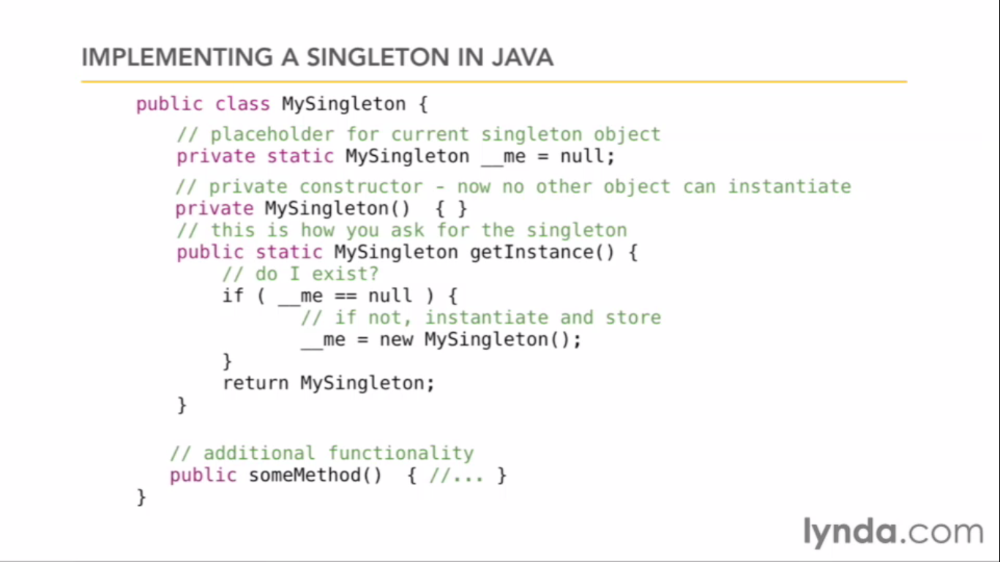 IMPLEMENTING A SINGLETON IN JAVA
public class MySingleton {
// placeholder for current singleton object
private static MySingleton __me = null;
// private constructor - now no other object can instantiate
private MySingleton()  { }
// this is how you ask for the singleton
public static MySingleton getInstance() {
// do I exist?
if ( __me == null ) {
// if not, instantiate and store
__me = new MySingleton();
}
return MySingleton;
}
// additional functionality
public someMethod()  { //... }
}
lynda.com